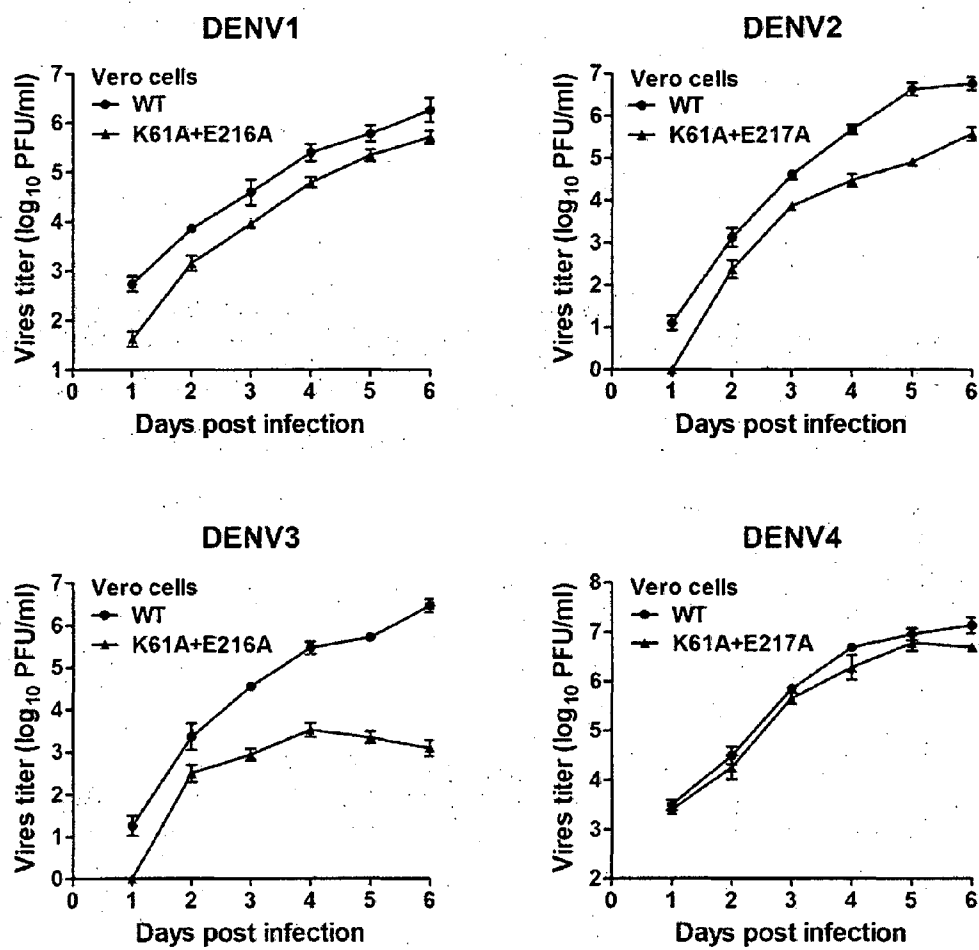 DENV1
Vires titer (log10 PFU/ml)
7
6
5
4
3
2
1
Vero cells
WT
K61A+E216A
0 1 2 3 4 5 6
Days post infection
DENV2
Vires titer (log10 PFU/ml)
7
6
5
4
3
2
1
0
Vero cells
WT
K61A+E217A
0 1 2 3 4 5 6
Days post infection
DENV3
Vires titer (log10 PFU/ml)
7
6
5
4
3
2
1
0
Vero cells
WT
K61A+E216A
0 1 2 3 4 5 6
Days post infection
DENV4
Vires titer (log10 PFU/ml)
8
7
6
5
4
3
2
Vero cells
WT
K61A+E217A
0 1 2 3 4 5 6
Days post infection